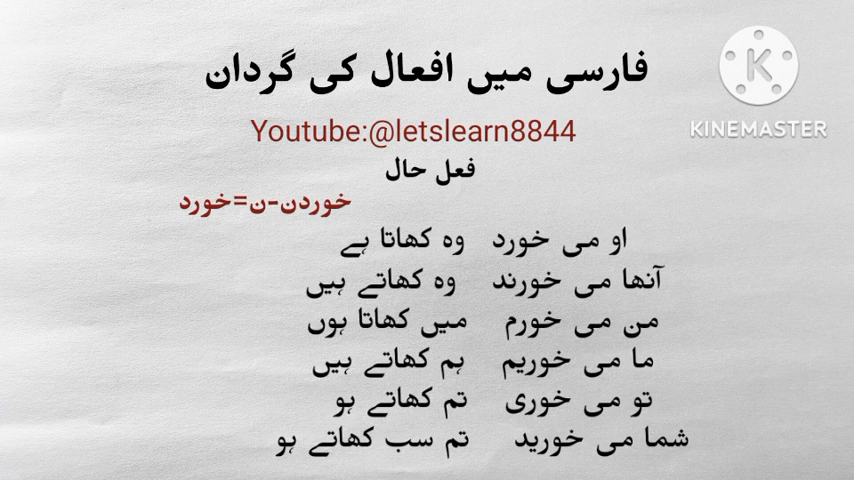 فارسی میں افعال کی گردان
KINEMASTER
Youtube:@letslearn8844
فعل حال
خوردن-ن=خورد
او می خورد وہ کھاتا ہے
آنها می خورند وہ کھاتے ہیں
من می خورم میں کھاتا ہوں
ما می خوریم ہم کھاتے ہیں
تو می خوری تم کھاتے ہو
شما می خورید تم سب کھاتے ہو